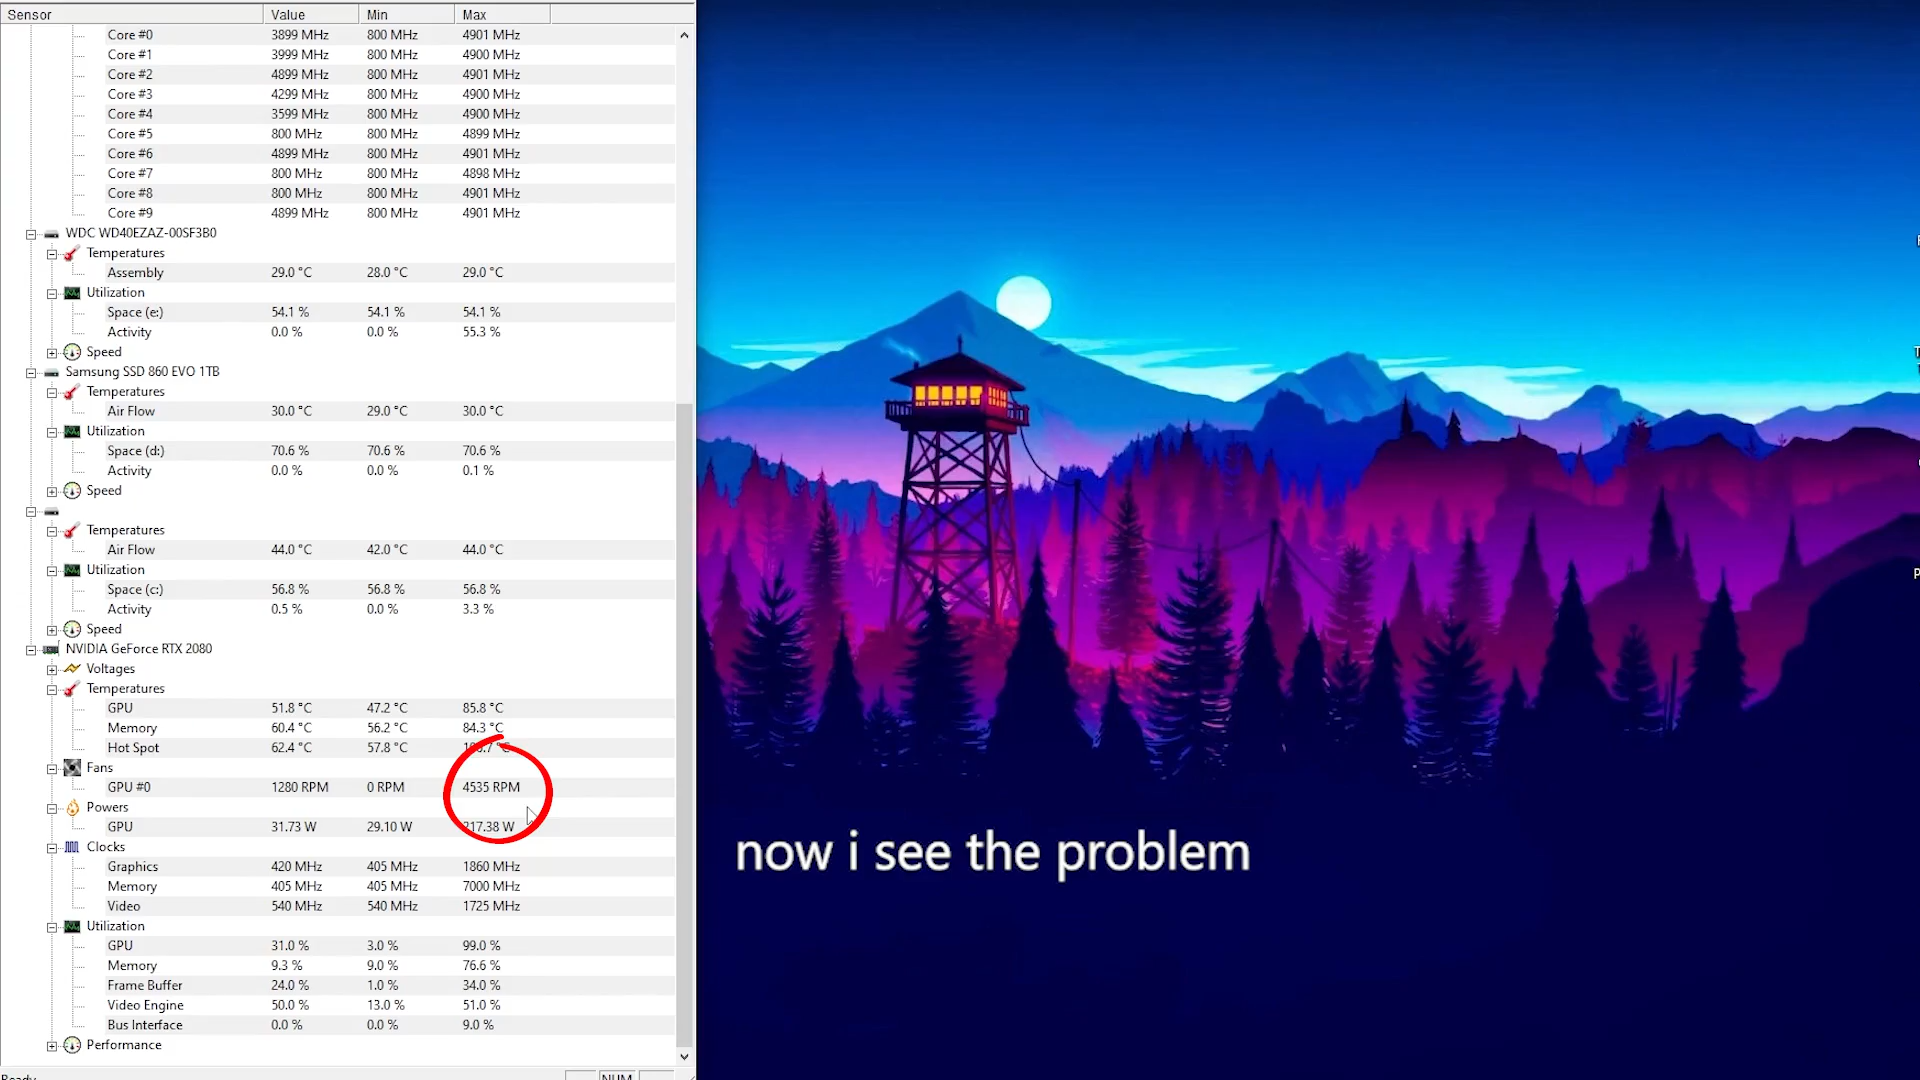 Sensor Value Min Max
Core #0 3899 MHz 800 MHz 4901 MHz
Core #1 3999 MHz 800 MHz 4900 MHz
Core #2 4899 MHz 800 MHz 4901 MHz
Core #3 4299 MHz 800 MHz 4900 MHz
Core #4 3599 MHz 800 MHz 4900 MHz
Core #5 800 MHz 800 MHz 4899 MHz
Core #6 4899 MHz 800 MHz 4901 MHz
Core #7 800 MHz 800 MHz 4898 MHz
Core #8 800 MHz 800 MHz 4901 MHz
Core #9 4899 MHz 800 MHz 4901 MHz
WDC WD40EZAZ-00SF3B0
Temperatures
Assembly 29.0 °C 28.0 °C 29.0 °C
Utilization
Space (e:) 54.1 % 54.1 % 54.1 %
Activity 0.0 % 0.0 % 55.3 %
Speed
Samsung SSD 860 EVO 1TB
Temperatures
Air Flow 30.0 °C 29.0 °C 30.0 °C
Utilization
Space (d:) 70.6 % 70.6 % 70.6 %
Activity 0.0 % 0.0 % 0.1 %
Speed
Temperatures
Air Flow 44.0 °C 42.0 °C 44.0 °C
Utilization
Space (c:) 56.8 % 56.8 % 56.8 %
Activity 0.5 % 0.0 % 3.3 %
Speed
NVIDIA GeForce RTX 2080
Voltages
Temperatures
GPU 51.8 °C 47.2 °C 85.8 °C
Memory 60.4 °C 56.2 °C 84.3 °C
Hot Spot 62.4 °C 57.8 °C
Fans
GPU #0 1280 RPM 0 RPM 4535 RPM
Powers
GPU 31.73 W 29.10 W 217.38 W
Clocks
Graphics 420 MHz 405 MHz 1860 MHz
Memory 405 MHz 405 MHz 7000 MHz
Video 540 MHz 540 MHz 1725 MHz
Utilization
GPU 31.0 % 3.0 % 99.0 %
Memory 9.3 % 9.0 % 76.6 %
Frame Buffer 24.0 % 1.0 % 34.0 %
Video Engine 50.0 % 13.0 % 51.0 %
Bus Interface 0.0 % 0.0 % 9.0 %
Performance
Ready NUM
now i see the problem